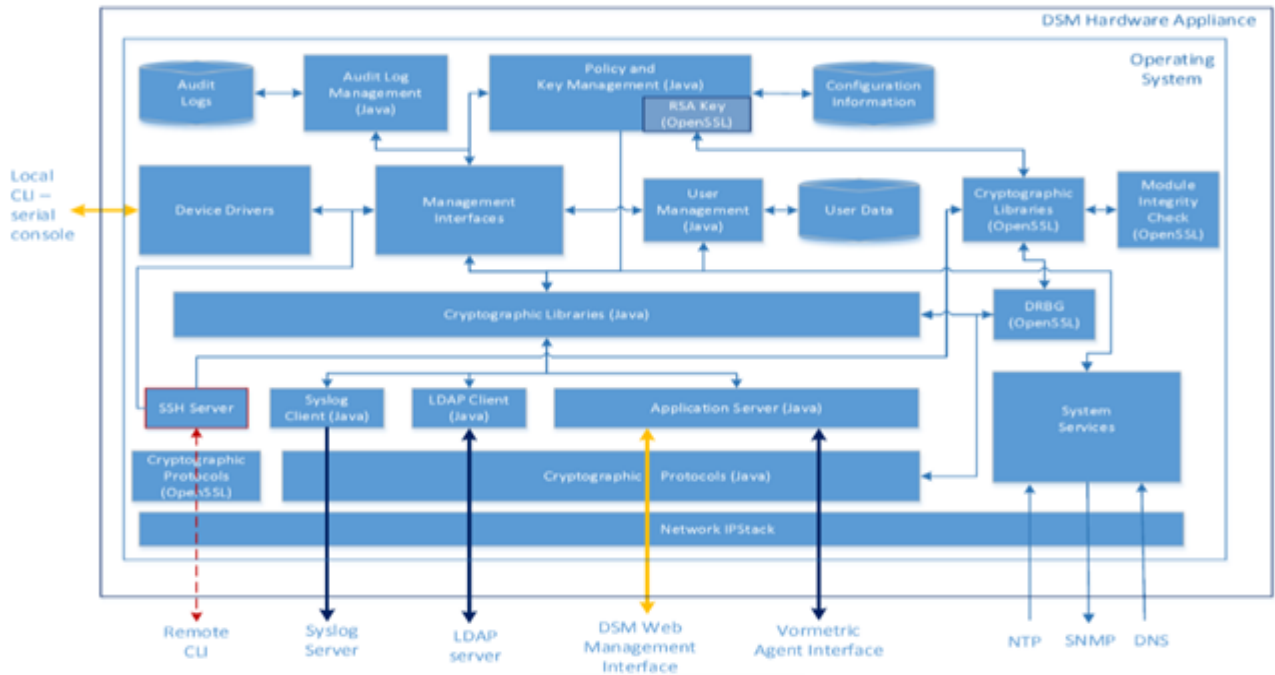 DSM Hardware Appliance
Operating
System
Audit
Logs
Audit Log
Management
(Java)
Policy and
Key Management (Java)
RSA Key
(OpenSSL)
Configuration
Information
Local
CLI –
serial
console
Device Drivers
Management
Interfaces
User
Management
(Java)
User Data
Cryptographic
Libraries
(OpenSSL)
Module
Integrity
Check
(OpenSSL)
Cryptographic Libraries (Java)
DRBG
(OpenSSL)
SSH Server
Syslog
Client (Java)
LDAP Client
(Java)
Application Server (Java)
System
Services
Cryptographic
Protocols
(OpenSSL)
Cryptographic Protocols (Java)
Network IPStack
Remote
CLI
Syslog
Server
LDAP
server
DSM Web
Management
Interface
Vormetric
Agent Interface
NTP
SNMP
DNS